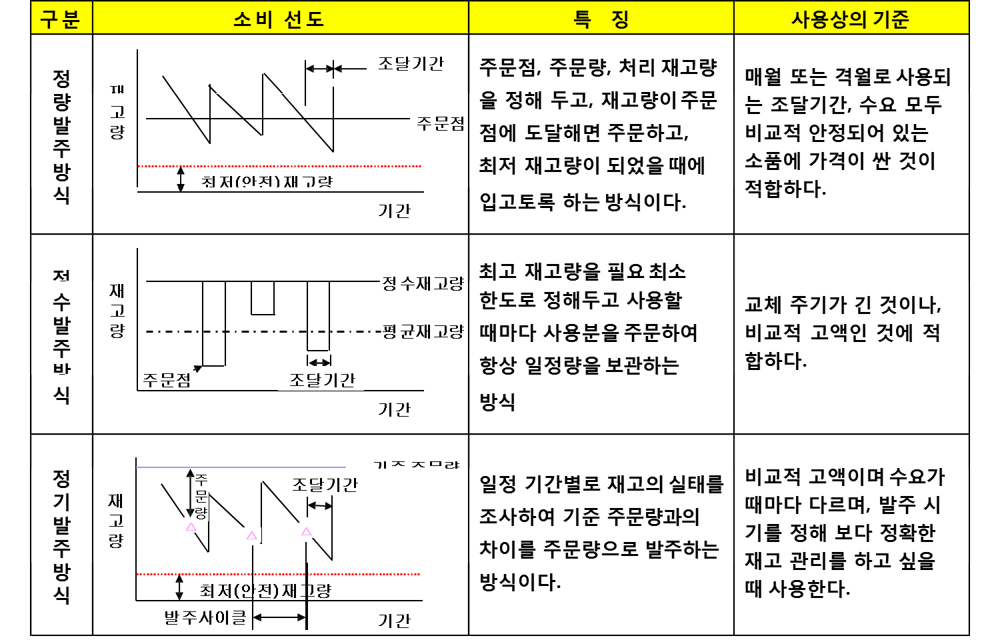 구분 소비 선도 특 징 사용상의 기준
정량발주방식
재고량
조달기간
주문점
최저(안전)재고량
기간
주문점, 주문량, 처리 재고량
을 정해 두고, 재고량이 주문
점에 도달해면 주문하고,
최저 재고량이 되었을 때에
입고토록 하는 방식이다.
매월 또는 격월로 사용되
는 조달기간, 수요 모두
비교적 안정되어 있는
소품에 가격이 싼 것이
적합하다.
정수발주방식
재고량
정수재고량
평균재고량
주문점
조달기간
기간
최고 재고량을 필요 최소
한도로 정해두고 사용할
때마다 사용분을 주문하여
항상 일정량을 보관하는
방식
교체 주기가 긴 것이나,
비교적 고액인 것에 적
합하다.
정기발주방식
재고량
기준 주문량
주문량
조달기간
최저(안전)재고량
발주사이클
기간
일정 기간별로 재고의 실태를
조사하여 기준 주문량과의
차이를 주문량으로 발주하는
방식이다.
비교적 고액이며 수요가
때마다 다르며, 발주 시
기를 정해 보다 정확한
재고 관리를 하고 싶을
때 사용한다.